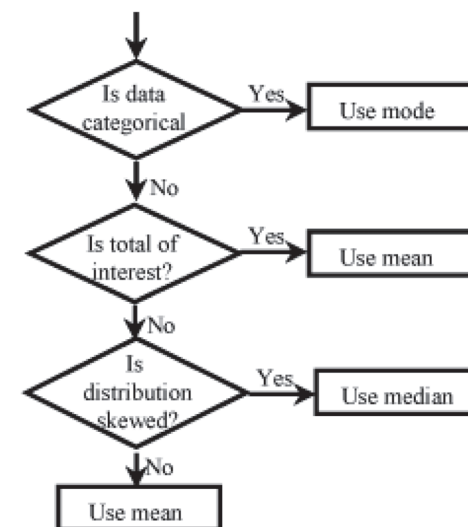 Is data
categorical
Yes
Use mode
No
Is total of
interest?
Yes
Use mean
No
Is
distribution
skewed?
Yes
Use median
No
Use mean